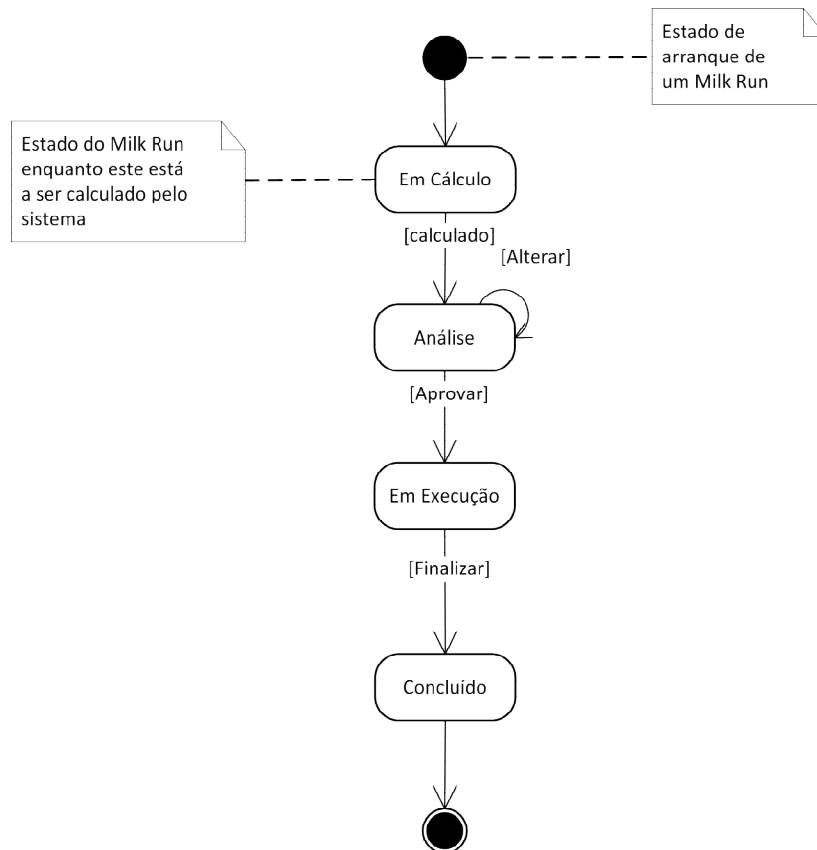 Estado de
arranque de
um Milk Run
Estado do Milk Run
enquanto este está
a ser calculado pelo
sistema
Em Cálculo
[calculado]
[Alterar]
Análise
[Aprovar]
Em Execução
[Finalizar]
Concluído